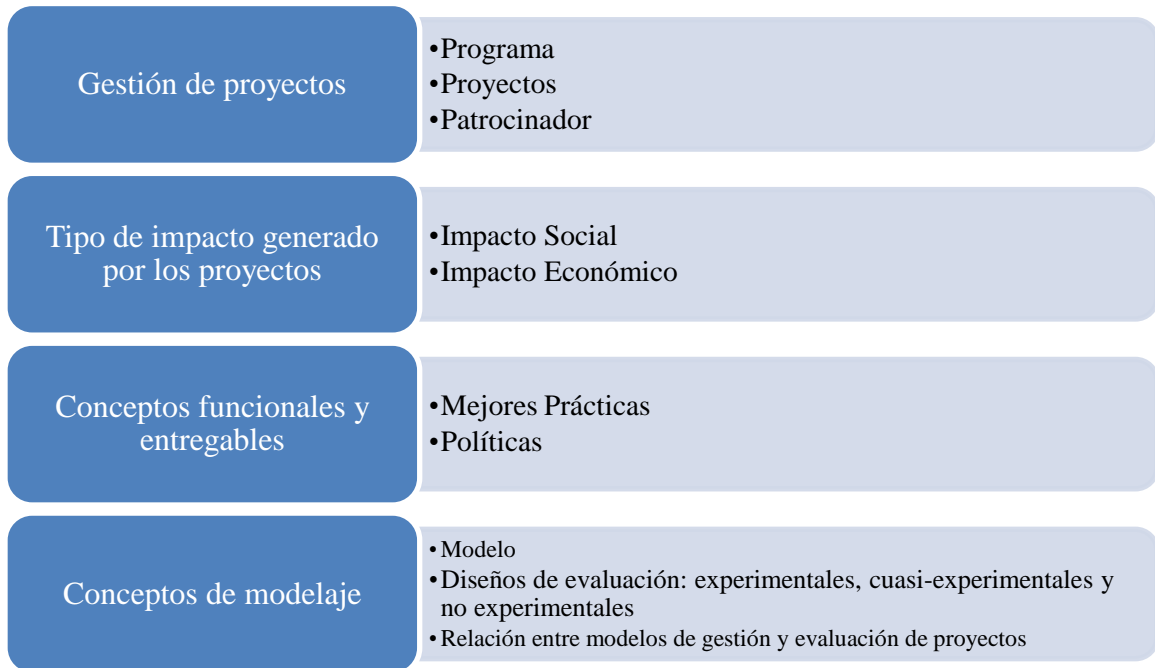 Gestión de proyectos
•Programa
•Proyectos
•Patrocinador
Tipo de impacto generado
por los proyectos
•Impacto Social
•Impacto Económico
Conceptos funcionales y
entregables
•Mejores Prácticas
•Políticas
Conceptos de modelaje
•Modelo
•Diseños de evaluación: experimentales, cuasi-experimentales y
no experimentales
•Relación entre modelos de gestión y evaluación de proyectos